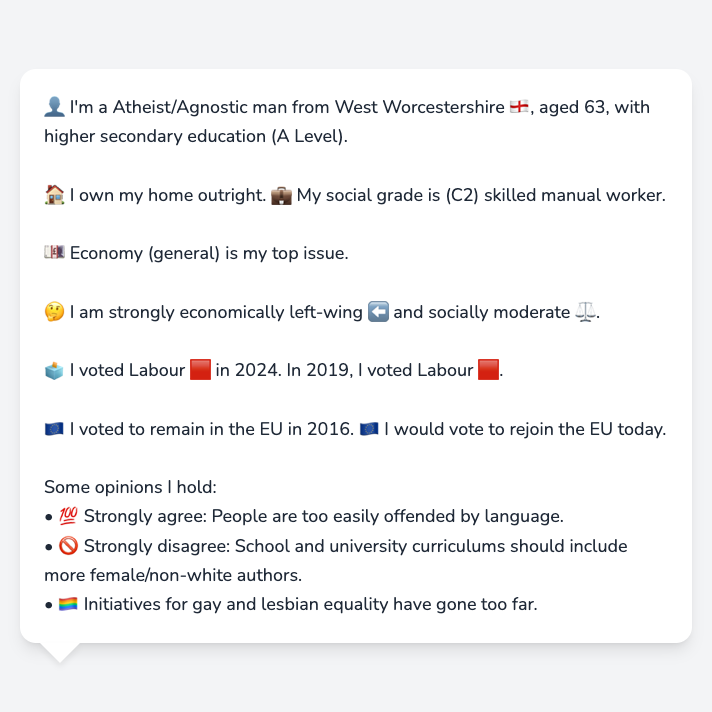 👤 I'm a Atheist/Agnostic man from West Worcestershire 🏴󠁧󠁢󠁥󠁮󠁧󠁿, aged 63, with
higher secondary education (A Level).
🏠 I own my home outright. 💼 My social grade is (C2) skilled manual worker.
💷 Economy (general) is my top issue.
🤔 I am strongly economically left-wing ⬅️ and socially moderate ⚖️.
🗳️ I voted Labour 🟥 in 2024. In 2019, I voted Labour 🟥.
🇪🇺 I voted to remain in the EU in 2016. 🇪🇺 I would vote to rejoin the EU today.
Some opinions I hold:
• 💯 Strongly agree: People are too easily offended by language.
• 🚫 Strongly disagree: School and university curriculums should include
more female/non-white authors.
• 🏳️‍🌈 Initiatives for gay and lesbian equality have gone too far.